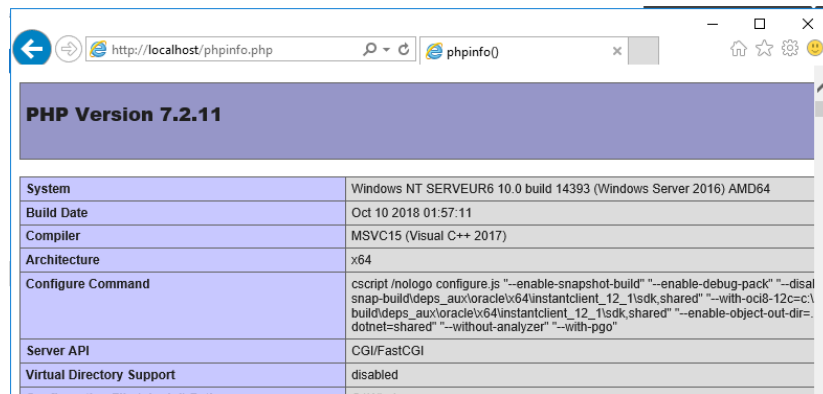 http://localhost/phpinfo.php
phpinfo()
PHP Version 7.2.11
System Windows NT SERVEUR6 10.0 build 14393 (Windows Server 2016) AMD64
Build Date Oct 10 2018 01:57:11
Compiler MSVC15 (Visual C++ 2017)
Architecture x64
Configure Command cscript /nologo configure.js "--enable-snapshot-build" "--enable-debug-pack" "--disal
snap-build\deps_aux\oracle\x64\instantclient_12_1\sdk,shared" "--with-oci8-12c=c:\
build\deps_aux\oracle\x64\instantclient_12_1\sdk,shared" "--enable-object-out-dir=.
dotnet=shared" "--without-analyzer" "--with-pgo"
Server API CGI/FastCGI
Virtual Directory Support disabled